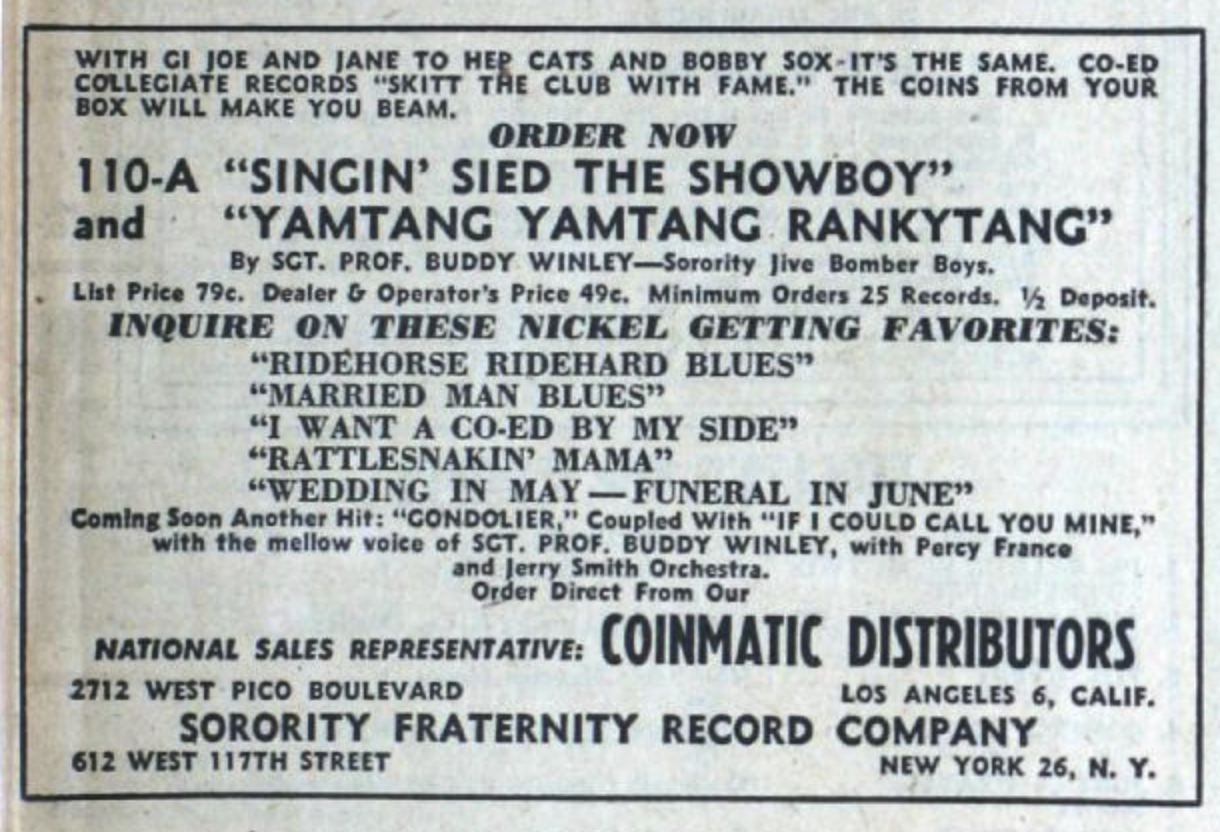 WITH GI JOE AND JANE TO HEP CATS AND BOBBY SOX-IT'S THE SAME. CO-ED
COLLEGIATE RECORDS "SKITT THE CLUB WITH FAME." THE COINS FROM YOUR
BOX WILL MAKE YOU BEAM.
ORDER NOW
110-A "SINGIN' SIED THE SHOWBOY"
and "YAMTANG YAMTANG RANKYTANG"
By SGT. PROF. BUDDY WINLEY—Sorority Jive Bomber Boys.
List Price 79c. Dealer & Operator's Price 49c. Minimum Orders 25 Records. ½ Deposit.
INQUIRE ON THESE NICKEL GETTING FAVORITES:
"RIDEHORSE RIDEHARD BLUES"
"MARRIED MAN BLUES"
"I WANT A CO-ED BY MY SIDE"
"RATTLESNAKIN' MAMA"
"WEDDING IN MAY — FUNERAL IN JUNE"
Coming Soon Another Hit: "GONDOLIER," Coupled With "IF I COULD CALL YOU MINE,"
with the mellow voice of SGT. PROF. BUDDY WINLEY, with Percy France
and Jerry Smith Orchestra.
Order Direct From Our
NATIONAL SALES REPRESENTATIVE: COINMATIC DISTRIBUTORS
2712 WEST PICO BOULEVARD LOS ANGELES 6, CALIF.
SORORITY FRATERNITY RECORD COMPANY
612 WEST 117TH STREET NEW YORK 26, N. Y.